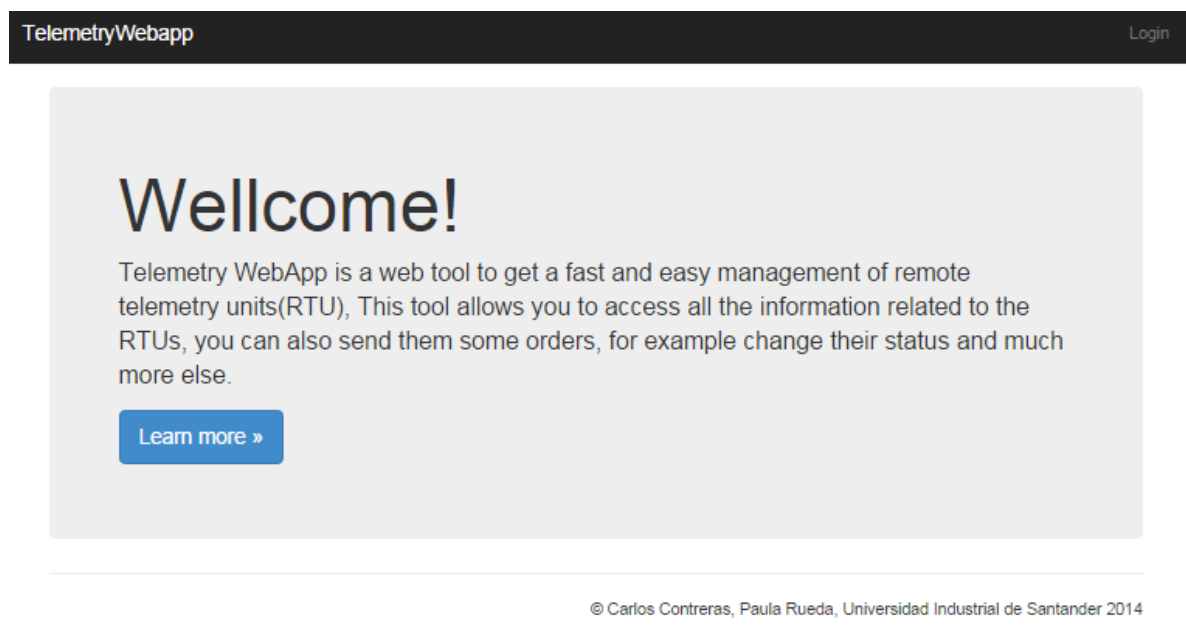 TelemetryWebapp
Login
Wellcome!
Telemetry WebApp is a web tool to get a fast and easy management of remote
telemetry units(RTU), This tool allows you to access all the information related to the
RTUs, you can also send them some orders, for example change their status and much
more else.
Learn more »
© Carlos Contreras, Paula Rueda, Universidad Industrial de Santander 2014